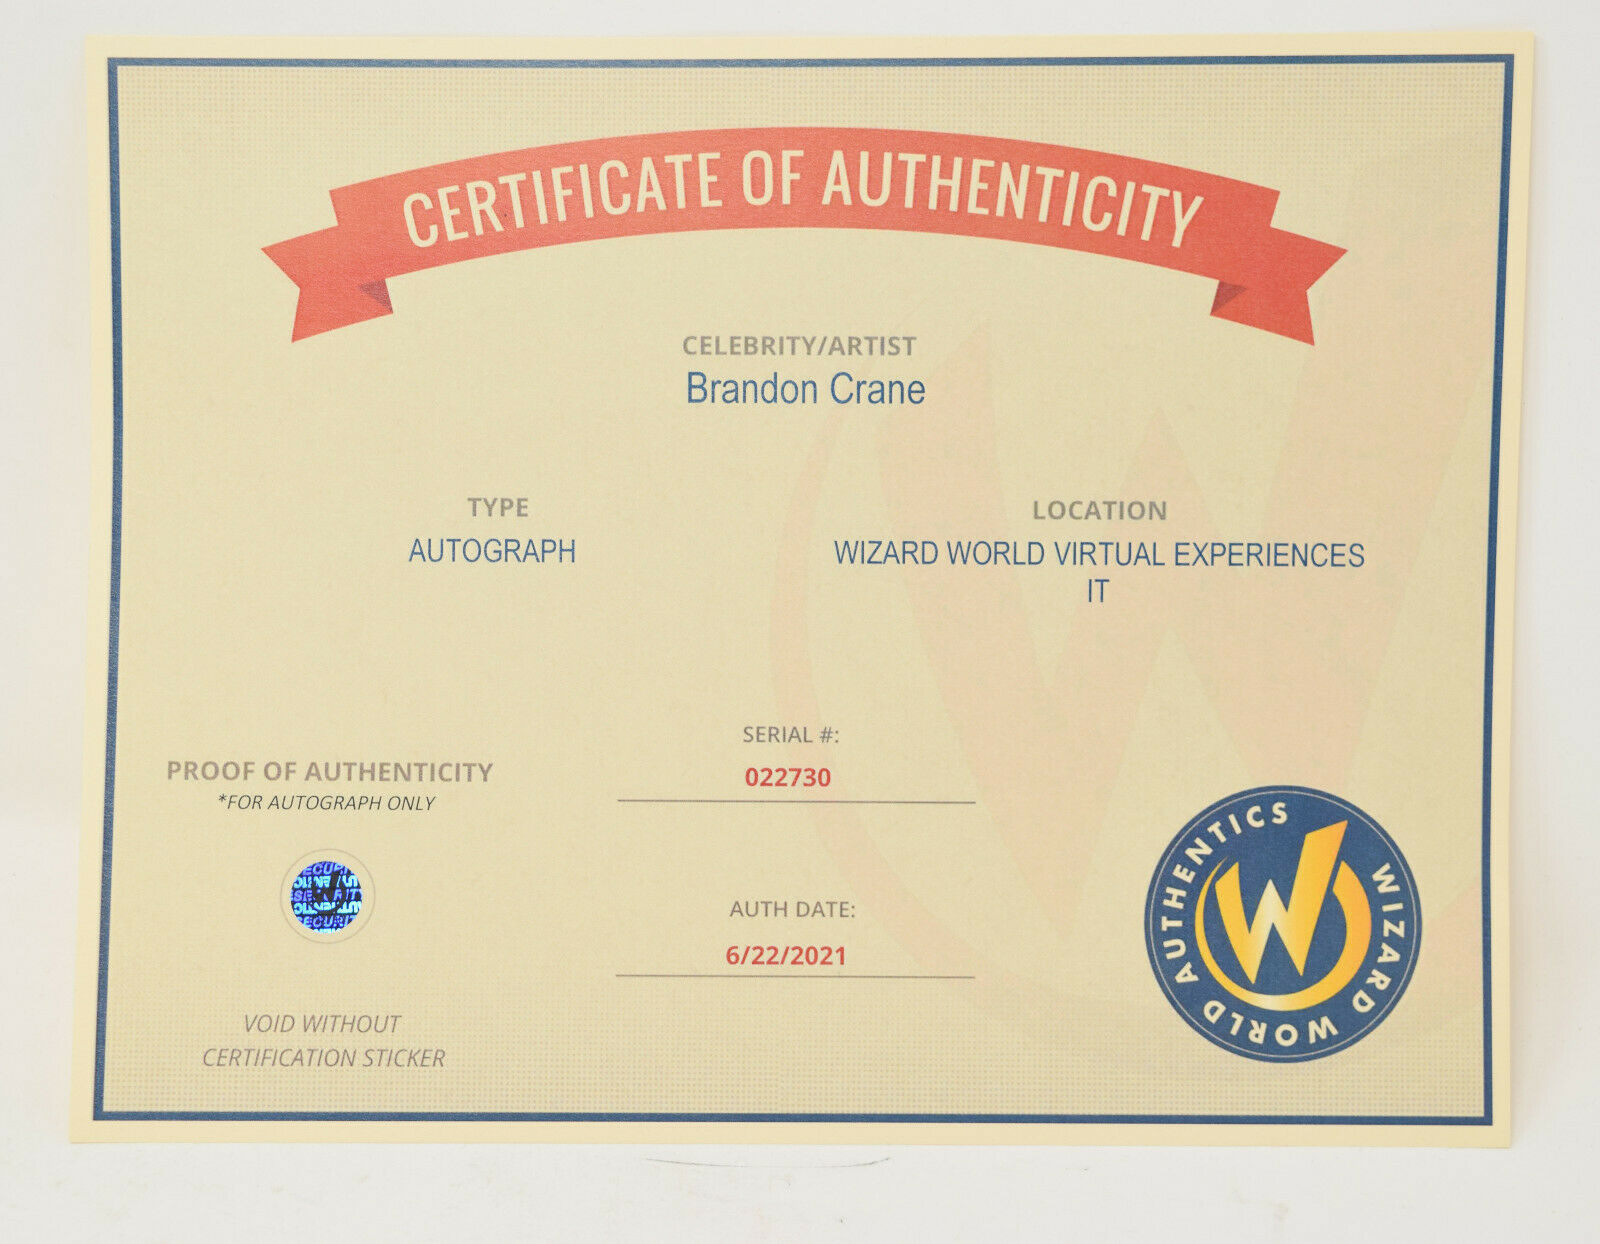 CERTIFICATE OF AUTHENTICITY
CELEBRITY/ARTIST
Brandon Crane
TYPE
AUTOGRAPH
LOCATION
WIZARD WORLD VIRTUAL EXPERIENCES
IT
SERIAL #:
022730
PROOF OF AUTHENTICITY
*FOR AUTOGRAPH ONLY
AUTH DATE:
6/22/2021
VOID WITHOUT
CERTIFICATION STICKER
WIZARD WORLD AUTHENTICS
W